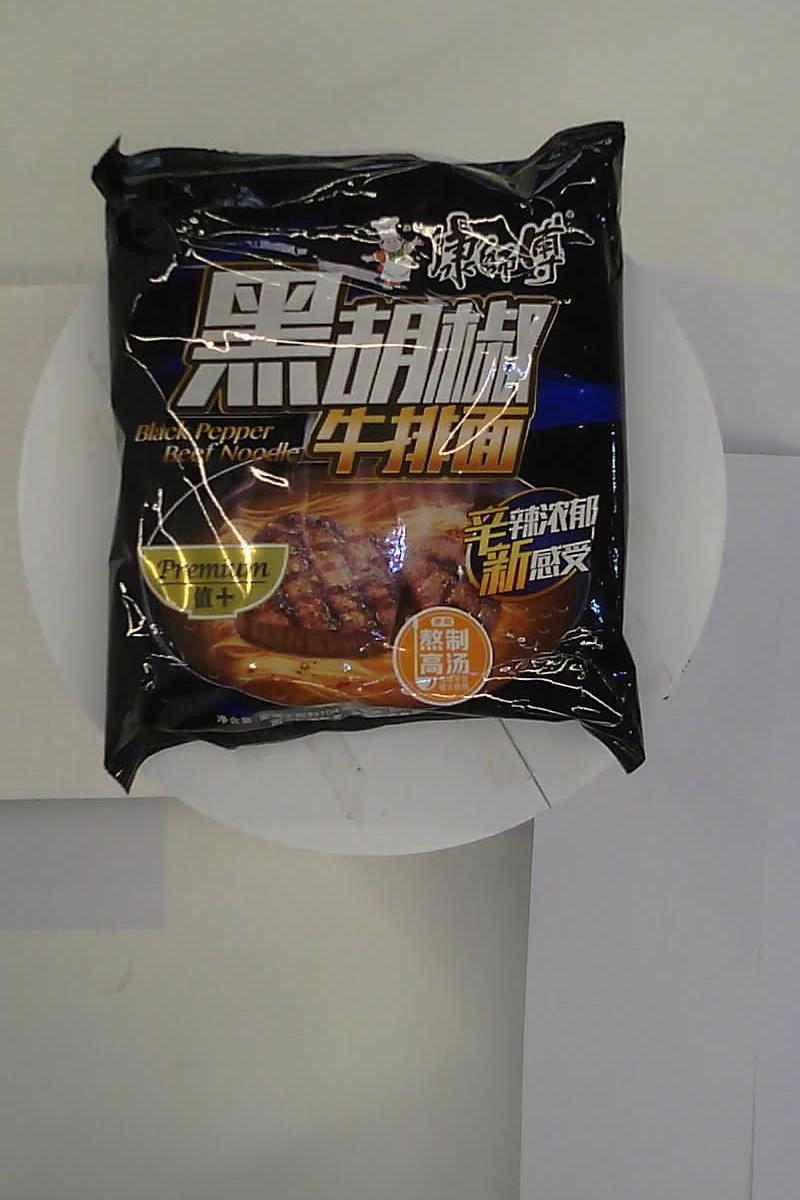 康師傅
黑胡椒
牛排面
Black Pepper
Beef Noodle
辛辣浓郁
新感受
Premium
值+
熬制
高汤
净含量